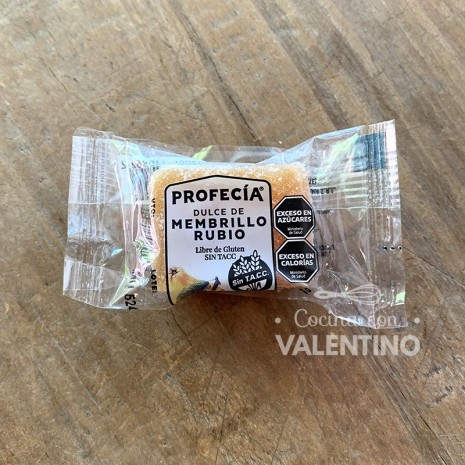 PROFECÍA®
DULCE DE
MEMBRILLO
RUBIO
Libre de Gluten
SIN TACC
Sin T.A.C.C.
EXCESO EN
AZÚCARES
Ministerio
de Salud
EXCESO EN
CALORÍAS
Ministerio
de Salud
Cocina con
VALENTINO